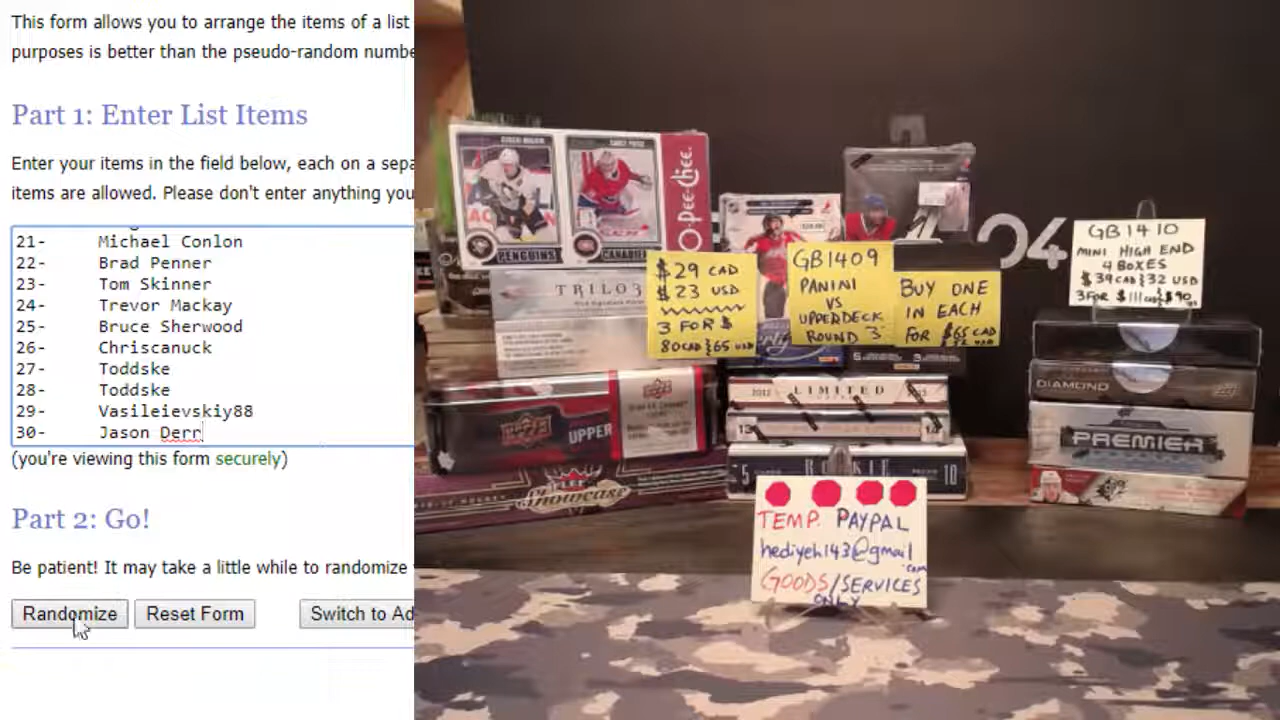 This form allows you to arrange the items of a list
purposes is better than the pseudo-random numbe
Part 1: Enter List Items
Enter your items in the field below, each on a sepa
items are allowed. Please don't enter anything you
21- Michael Conlon
22- Brad Penner
23- Tom Skinner
24- Trevor Mackay
25- Bruce Sherwood
26- Chriscanuck
27- Toddske
28- Toddske
29- Vasileievskiy88
30- Jason Derr
(you're viewing this form securely)
Part 2: Go!
Be patient! It may take a little while to randomize
Randomize
Reset Form
Switch to Ad
PENGUINS
O-Pee-Chee.
TRILO
$29 CAD
$23 USD
3 FOR $
80CAD 65 USD
GB1409
PANINI
VS
UPPERDECK
ROUND 3
BUY ONE
IN EACH
FOR $65 CAD
04
GB1410
MINI HIGH END
4 BOXES
$39 CAD 32 USD
3 FOR $111 CAD $90
UPPER
Showcase
LIMITED
5
10
DIAMOND
PREMIER
TEMP. PAYPAL
hediyeh143@gmail
.com
GOODS/SERVICES
ONLY